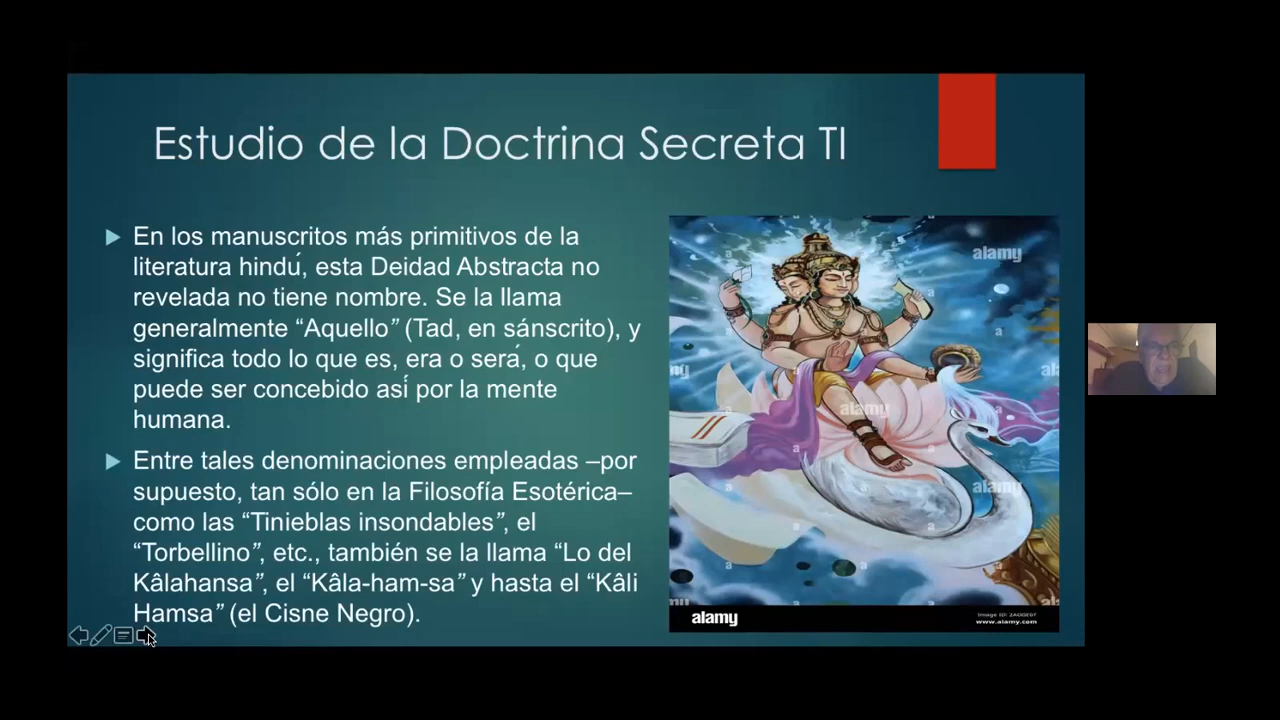 Estudio de la Doctrina Secreta TI
En los manuscritos más primitivos de la
literatura hindú, esta Deidad Abstracta no
revelada no tiene nombre. Se la llama
generalmente “Aquello” (Tad, en sánscrito), y
significa todo lo que es, era o será, o que
puede ser concebido así por la mente
humana.
Entre tales denominaciones empleadas –por
supuesto, tan sólo en la Filosofía Esotérica–
como las “Tinieblas insondables”, el
“Torbellino”, etc., también se la llama “Lo del
Kâlahansa”, el “Kâla-ham-sa” y hasta el “Kâli
Hamsa” (el Cisne Negro).
alamy
alamy
alamy
alamy
www.alamy.com